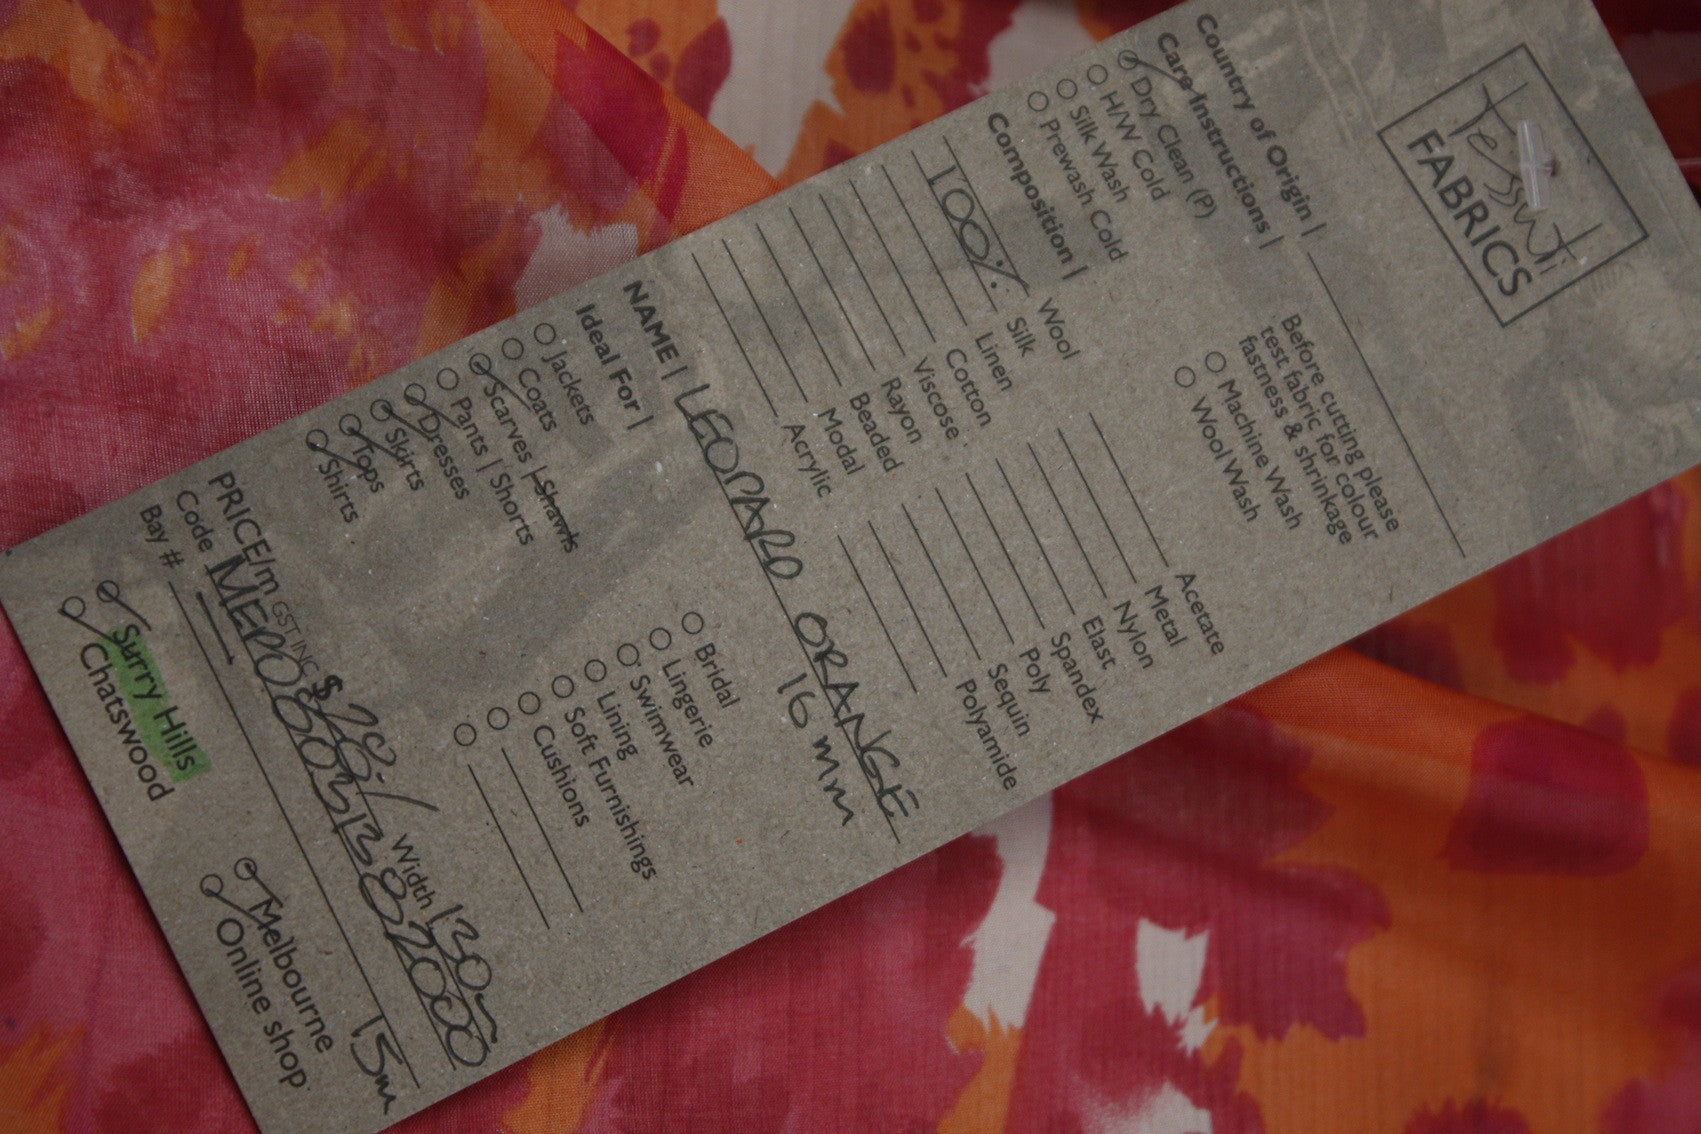 Tessuti
FABRICS
Country of Origin |
Care Instructions |
Dry Clean (P)
H/W Cold
Silk Wash
Prewash Cold
Machine Wash
Wool Wash
Before cutting please
test fabric for colour
fastness & shrinkage
Composition |
Wool
100% Silk
Linen
Cotton
Viscose
Rayon
Beaded
Modal
Acrylic
Acetate
Metal
Nylon
Elast
Spandex
Poly
Sequin
Polyamide
NAME | LEOPARD ORANGE
16 mm
Ideal For |
Jackets
Coats
Scarves | Shawls
Pants | Shorts
Dresses
Skirts
Tops
Shirts
Bridal
Lingerie
Swimwear
Lining
Soft Furnishings
Cushions
PRICE/m GST INC Width 130
Code
Bay # 15m
Surry Hills
Chatswood
Melbourne
Online shop